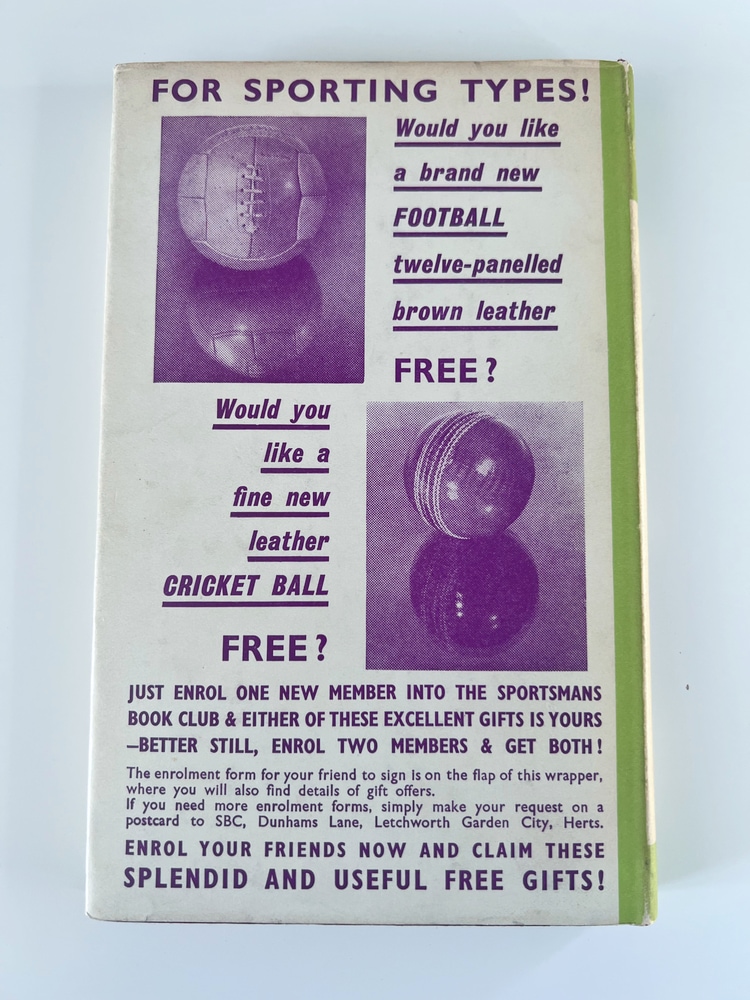 FOR SPORTING TYPES!
Would you like
a brand new
FOOTBALL
twelve-panelled
brown leather
FREE?
Would you
like a
fine new
leather
CRICKET BALL
FREE?
JUST ENROL ONE NEW MEMBER INTO THE SPORTSMANS
BOOK CLUB & EITHER OF THESE EXCELLENT GIFTS IS YOURS
—BETTER STILL, ENROL TWO MEMBERS & GET BOTH!
The enrolment form for your friend to sign is on the flap of this wrapper,
where you will also find details of gift offers.
If you need more enrolment forms, simply make your request on a
postcard to SBC, Dunhams Lane, Letchworth Garden City, Herts.
ENROL YOUR FRIENDS NOW AND CLAIM THESE
SPLENDID AND USEFUL FREE GIFTS!